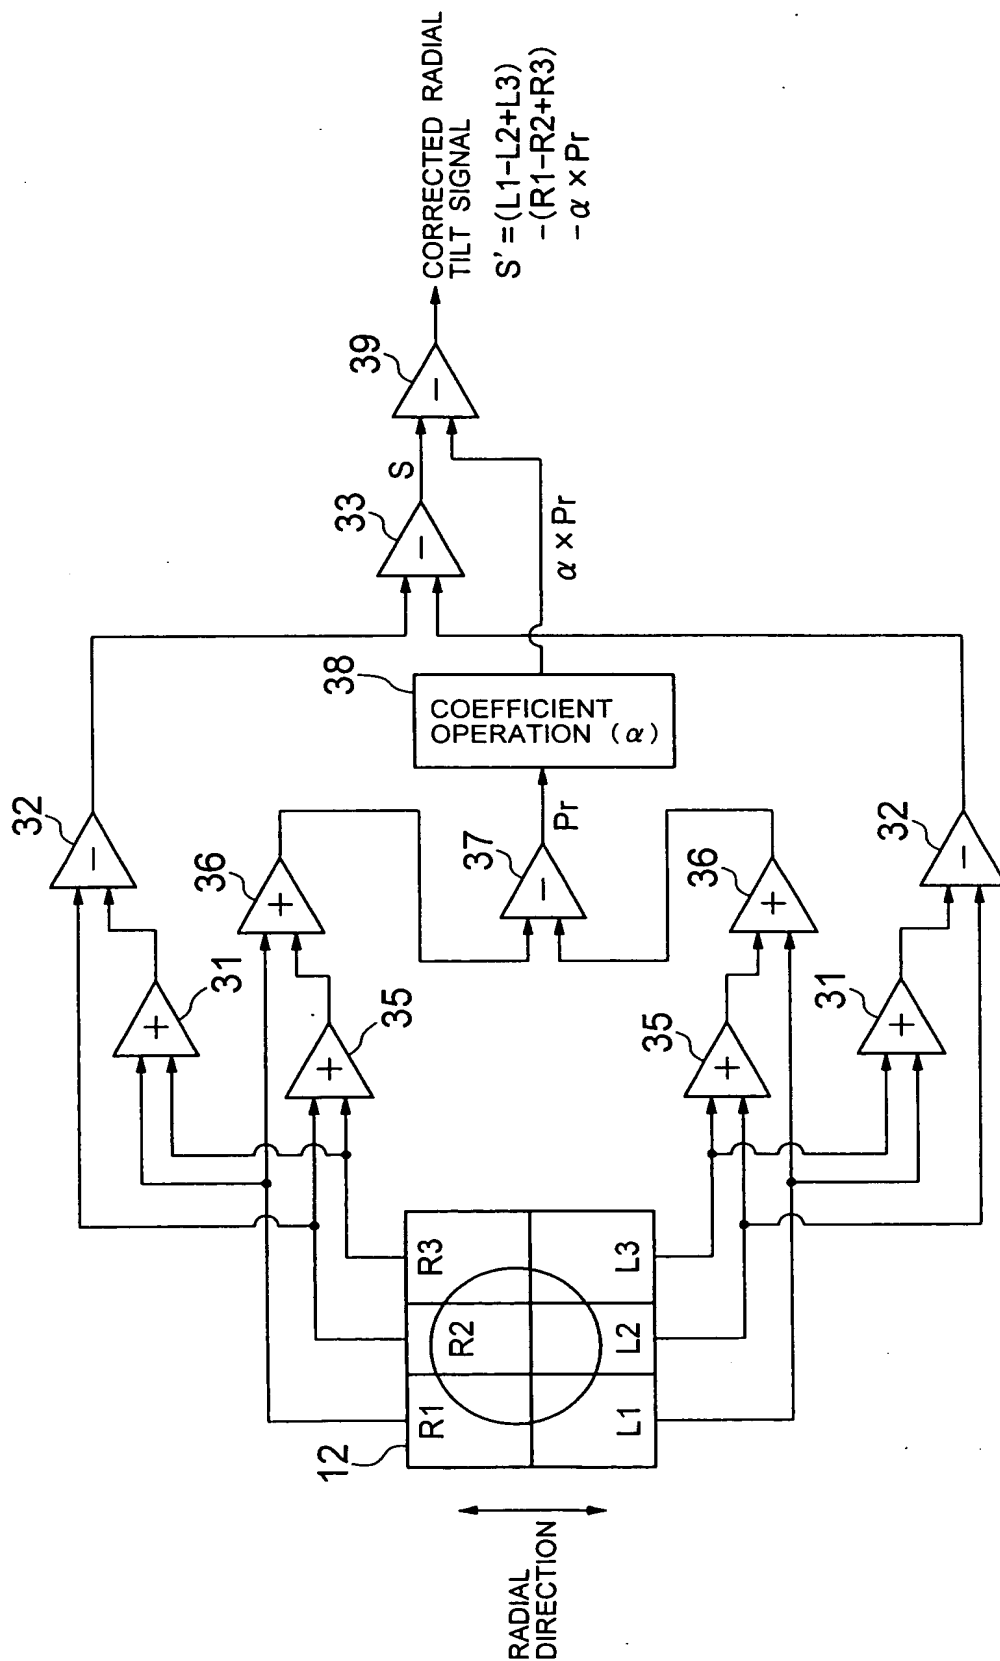 RADIAL
DIRECTION
12
R1
R2
R3
L1
L2
L3
31
35
36
32
35
31
36
32
37
Pr
38
COEFFICIENT
OPERATION (α)
α × Pr
33
S
39
CORRECTED RADIAL
TILT SIGNAL
S' = (L1-L2+L3)
-(R1-R2+R3)
-α × Pr